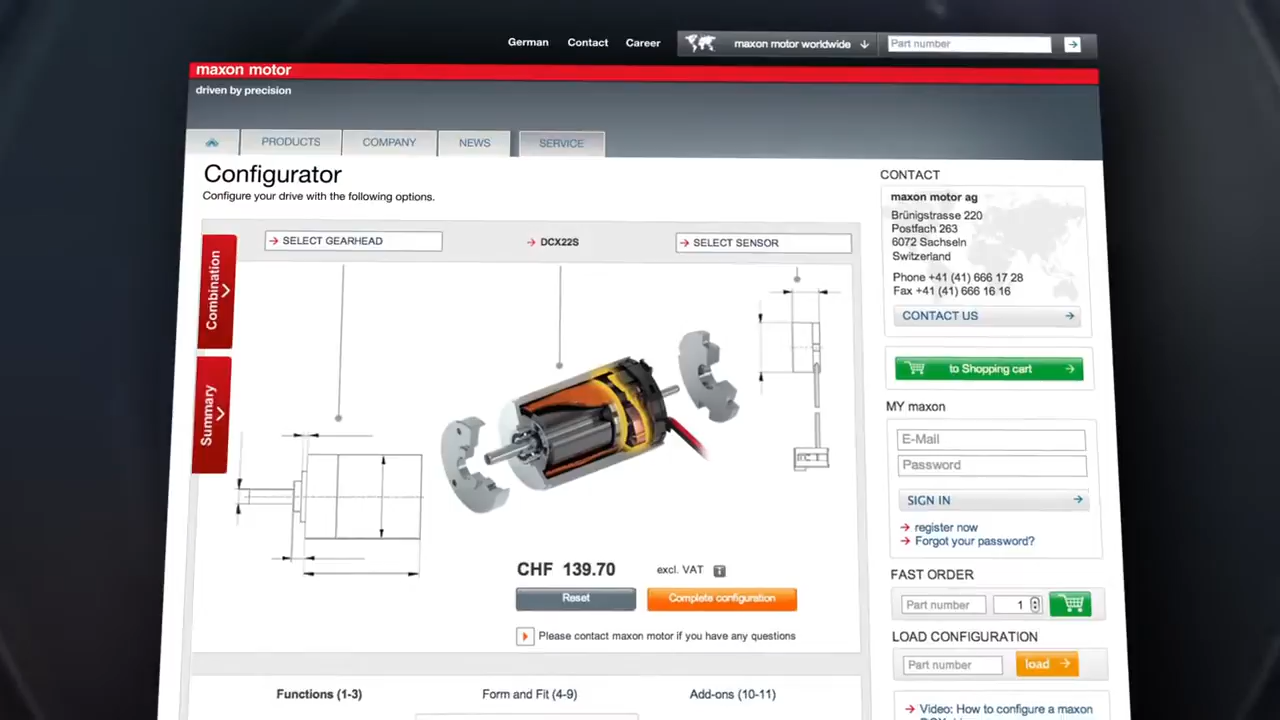 German Contact Career maxon motor worldwide Part number
maxon motor
driven by precision
PRODUCTS COMPANY NEWS SERVICE
Configurator
Configure your drive with the following options.
SELECT GEARHEAD
DCX22S
SELECT SENSOR
Combination
Summary
CHF 139.70 excl. VAT
Reset
Complete configuration
Please contact maxon motor if you have any questions
Functions (1-3) Form and Fit (4-9) Add-ons (10-11)
CONTACT
maxon motor ag
Brünigstrasse 220
Postfach 263
6072 Sachseln
Switzerland
Phone +41 (41) 666 17 28
Fax +41 (41) 666 16 16
CONTACT US
to Shopping cart
MY maxon
E-Mail
Password
SIGN IN
register now
Forgot your password?
FAST ORDER
Part number 1
LOAD CONFIGURATION
Part number load
Video: How to configure a maxon